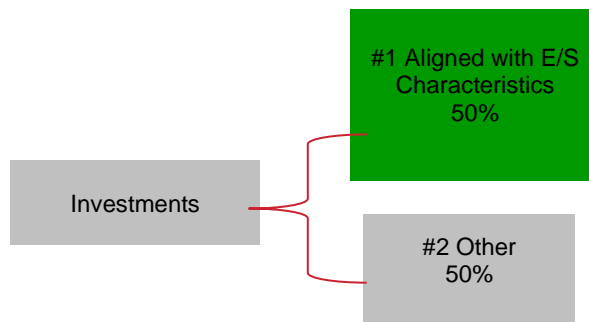 #1 Aligned with E/S
Characteristics
50%
Investments
#2 Other
50%